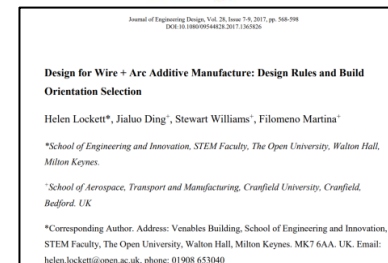 Journal of Engineering Design, Vol. 28, Issue 7-9, 2017, pp. 568-598
DOI:10.1080/09544828.2017.1365826
Design for Wire + Arc Additive Manufacture: Design Rules and Build
Orientation Selection
Helen Lockett*, Jialuo Ding+, Stewart Williams+, Filomeno Martina+
*School of Engineering and Innovation, STEM Faculty, The Open University, Walton Hall,
Milton Keynes.
+School of Aerospace, Transport and Manufacturing, Cranfield University, Cranfield,
Bedford. UK
*Corresponding Author. Address: Venables Building, School of Engineering and Innovation,
STEM Faculty, The Open University, Walton Hall, Milton Keynes. MK7 6AA. UK. Email:
helen.lockett@open.ac.uk, phone: 01908 653040